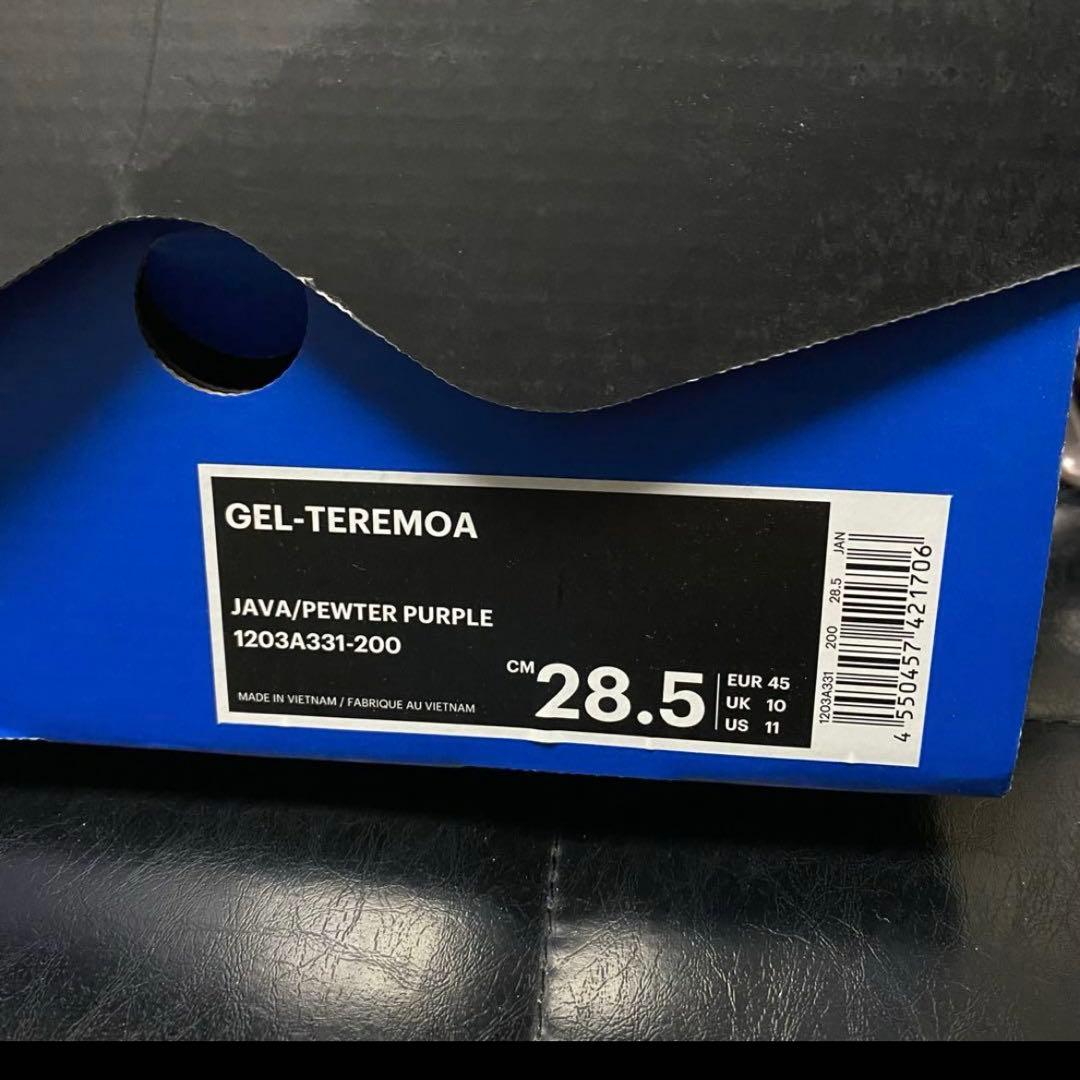 GEL-TEREMOA
JAVA/PEWTER PURPLE
1203A331-200
MADE IN VIETNAM / FABRIQUE AU VIETNAM
CM 28.5
EUR 45
UK 10
US 11
1203A331 200 28.5 JAN
4 550457 421706